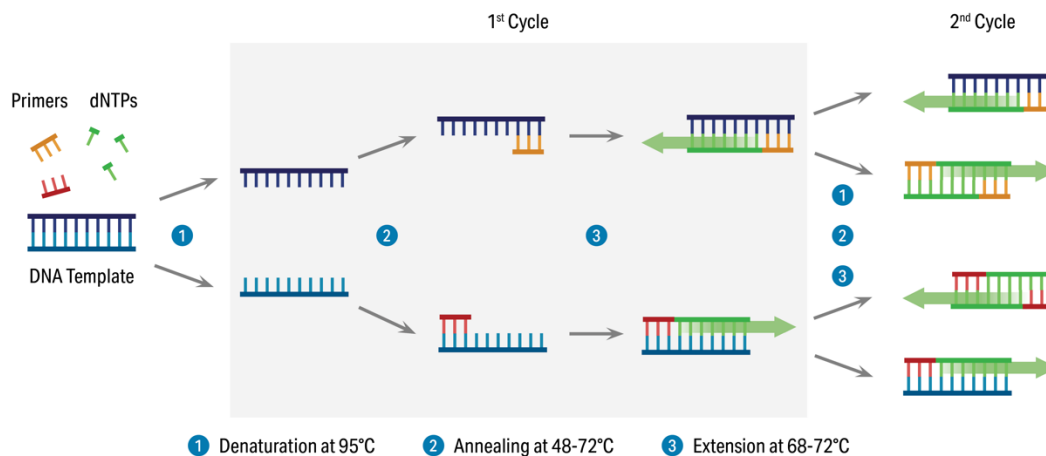 1st Cycle
2nd Cycle
Primers
dNTPs
1
2
3
1
2
3
DNA Template
1 Denaturation at 95°C
2 Annealing at 48-72°C
3 Extension at 68-72°C